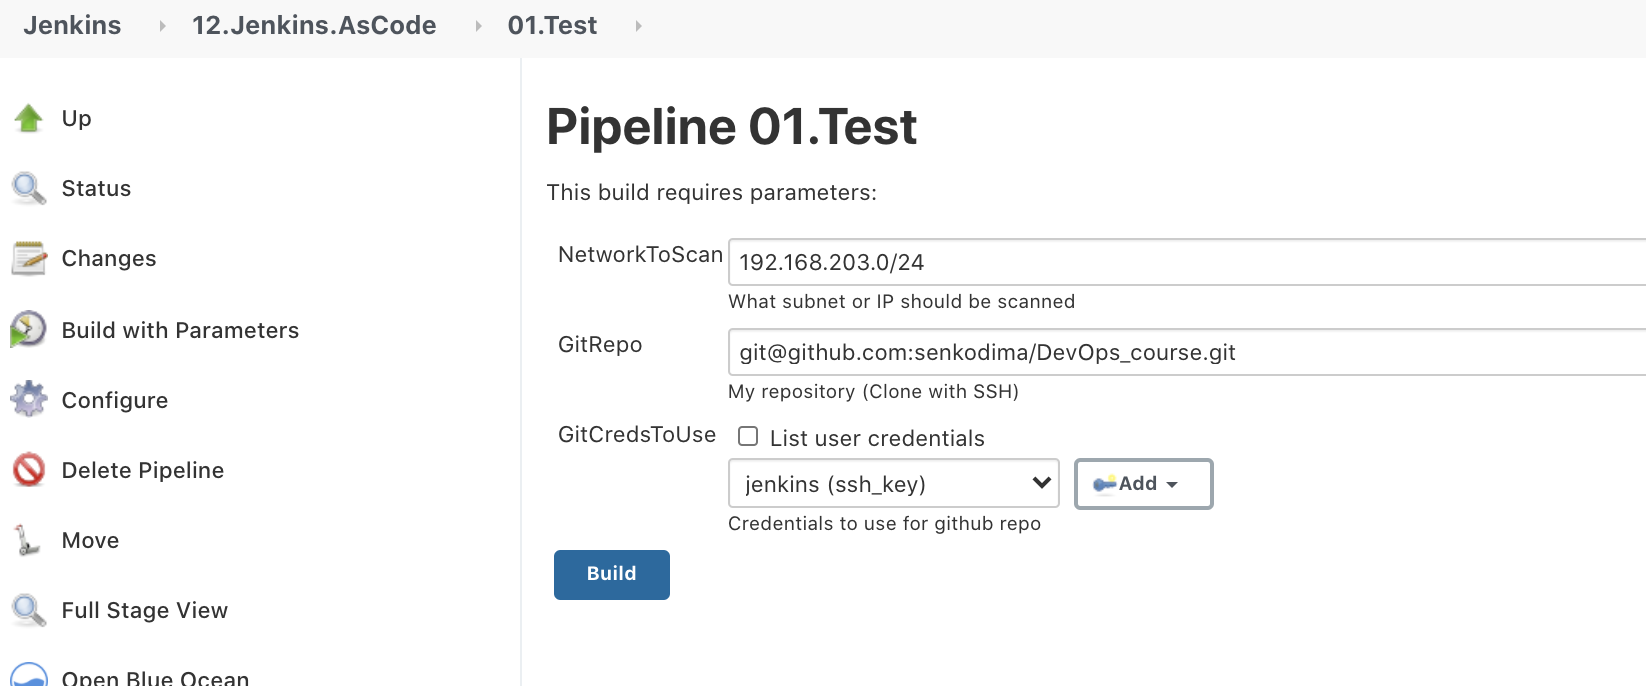 Jenkins 12.Jenkins.AsCode 01.Test
Up
Status
Changes
Build with Parameters
Configure
Delete Pipeline
Move
Full Stage View
Open Blue Ocean
Pipeline 01.Test
This build requires parameters:
NetworkToScan 192.168.203.0/24
What subnet or IP should be scanned
GitRepo git@github.com:senkodima/DevOps_course.git
My repository (Clone with SSH)
GitCredsToUse List user credentials
jenkins (ssh_key) Add
Credentials to use for github repo
Build